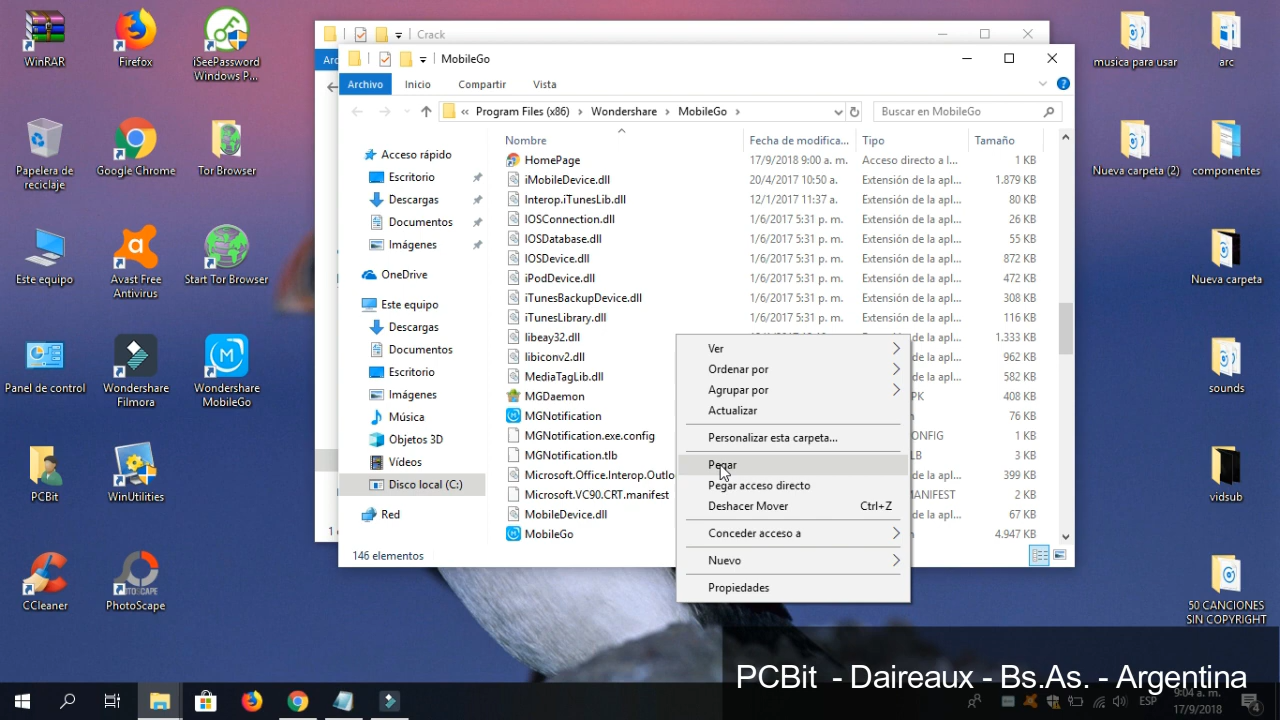 WinRAR
Firefox
iSeePassword
Windows P...
Papelera de
reciclaje
Google Chrome
Tor Browser
Este equipo
Avast Free
Antivirus
Start Tor Browser
Panel de control
Wondershare
Filmora
Wondershare
MobileGo
PCBit
WinUtilities
CCleaner
PhotoScape
Crack
MobileGo
Archivo
Inicio
Compartir
Vista
« Program Files (x86) > Wondershare > MobileGo >
Buscar en MobileGo
Acceso rápido
Escritorio
Descargas
Documentos
Imágenes
OneDrive
Este equipo
Descargas
Documentos
Escritorio
Imágenes
Música
Objetos 3D
Vídeos
Disco local (C:)
Red
Nombre Fecha de modifica... Tipo Tamaño
HomePage 17/9/2018 9:00 a. m. Acceso directo a I... 1 KB
iMobileDevice.dll 20/4/2017 10:50 a. Extensión de la apl... 1.879 KB
Interop.iTunesLib.dll 12/1/2017 11:37 a. Extensión de la apl... 80 KB
IOSConnection.dll 1/6/2017 5:31 p. m. Extensión de la apl... 26 KB
IOSDatabase.dll 1/6/2017 5:31 p. m. Extensión de la apl... 55 KB
IOSDevice.dll 1/6/2017 5:31 p. m. Extensión de la apl... 872 KB
iPodDevice.dll 1/6/2017 5:31 p. m. Extensión de la apl... 472 KB
iTunesBackupDevice.dll 1/6/2017 5:31 p. m. Extensión de la apl... 308 KB
iTunesLibrary.dll 1/6/2017 5:31 p. m. Extensión de la apl... 116 KB
libeay32.dll 1.333 KB
libiconv2.dll 962 KB
MediaTagLib.dll 582 KB
MGDaemon PK 408 KB
MGNotification 76 KB
MGNotification.exe.config ONFIG 1 KB
MGNotification.tlb B 3 KB
Microsoft.Office.Interop.Outlo apl... 399 KB
Microsoft.VC90.CRT.manifest ANIFEST 2 KB
MobileDevice.dll apl... 67 KB
MobileGo 4.947 KB
146 elementos
Ver
Ordenar por
Agrupar por
Actualizar
Personalizar esta carpeta...
Pegar
Pegar acceso directo
Deshacer Mover Ctrl+Z
Conceder acceso a
Nuevo
Propiedades
musica para usar
arc
Nueva carpeta (2)
componentes
Nueva carpeta
sounds
vidsub
50 CANCIONES
SIN COPYRIGHT
PCBit - Daireaux - Bs.As. - Argentina
ESP
9:04 a. m.
17/9/2018
4